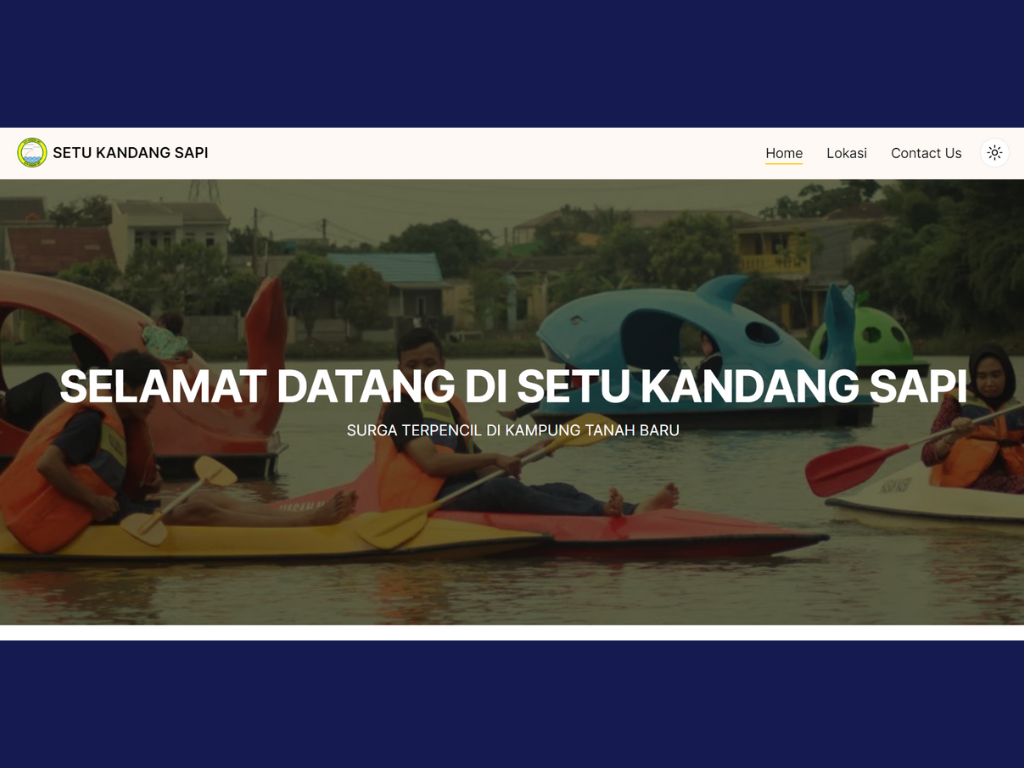 SETU KANDANG SAPI
Home Lokasi Contact Us
SELAMAT DATANG DI SETU KANDANG SAPI
SURGA TERPENCIL DI KAMPUNG TANAH BARU